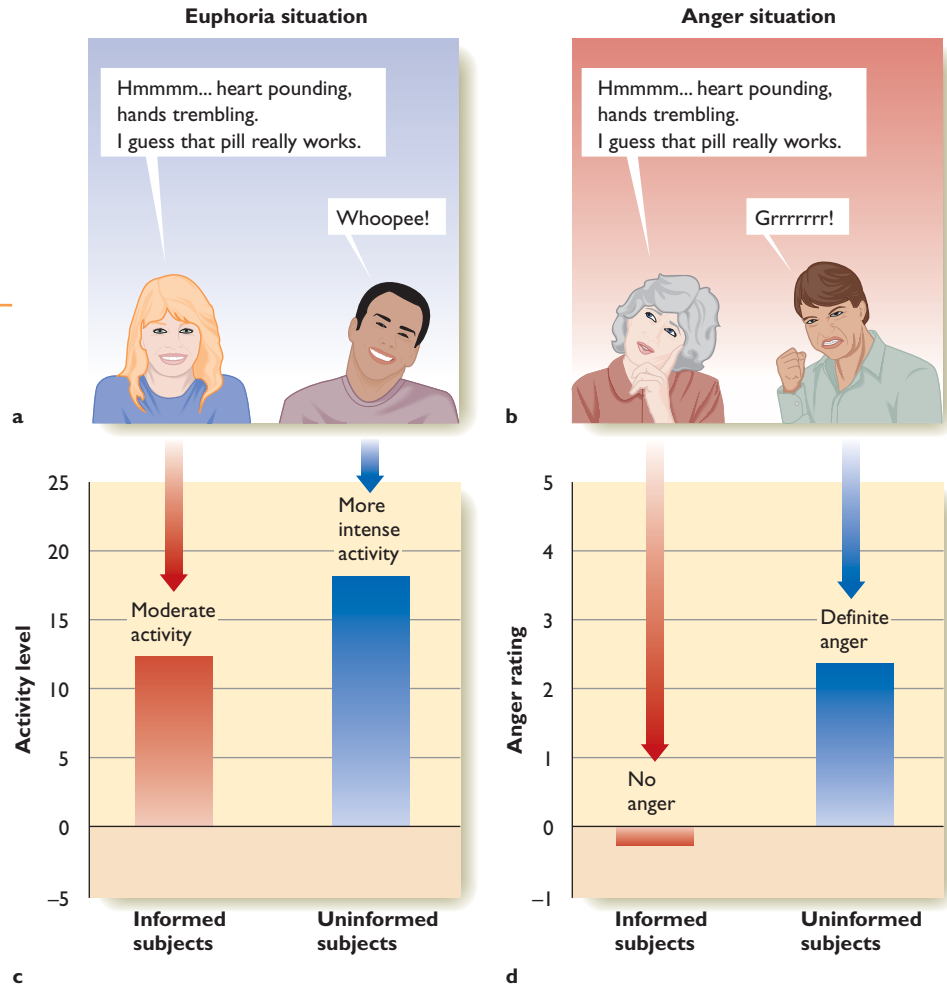 Euphoria situation
Hmmmm... heart pounding,
hands trembling.
I guess that pill really works.
Whoopee!
a
Anger situation
Hmmmm... heart pounding,
hands trembling.
I guess that pill really works.
Grrrrrrr!
b
25
20
15
10
5
0
–5
Activity level
More
intense
activity
Moderate
activity
Informed
subjects
Uninformed
subjects
c
5
4
3
2
1
0
–1
Anger rating
Definite
anger
No
anger
Informed
subjects
Uninformed
subjects
d